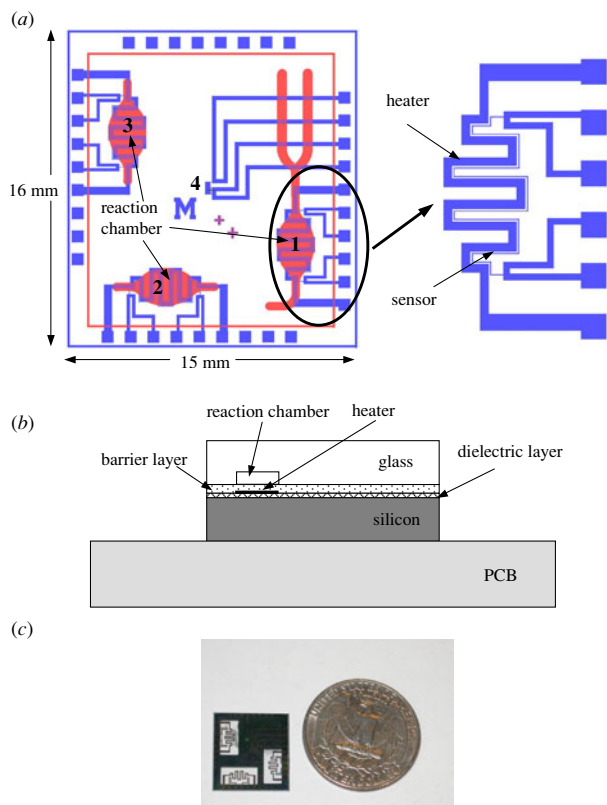 (a)
heater
3
16 mm
4
reaction
chamber
M
1
2
sensor
15 mm
(b)
reaction chamber
heater
barrier layer
dielectric layer
glass
silicon
PCB
(c)